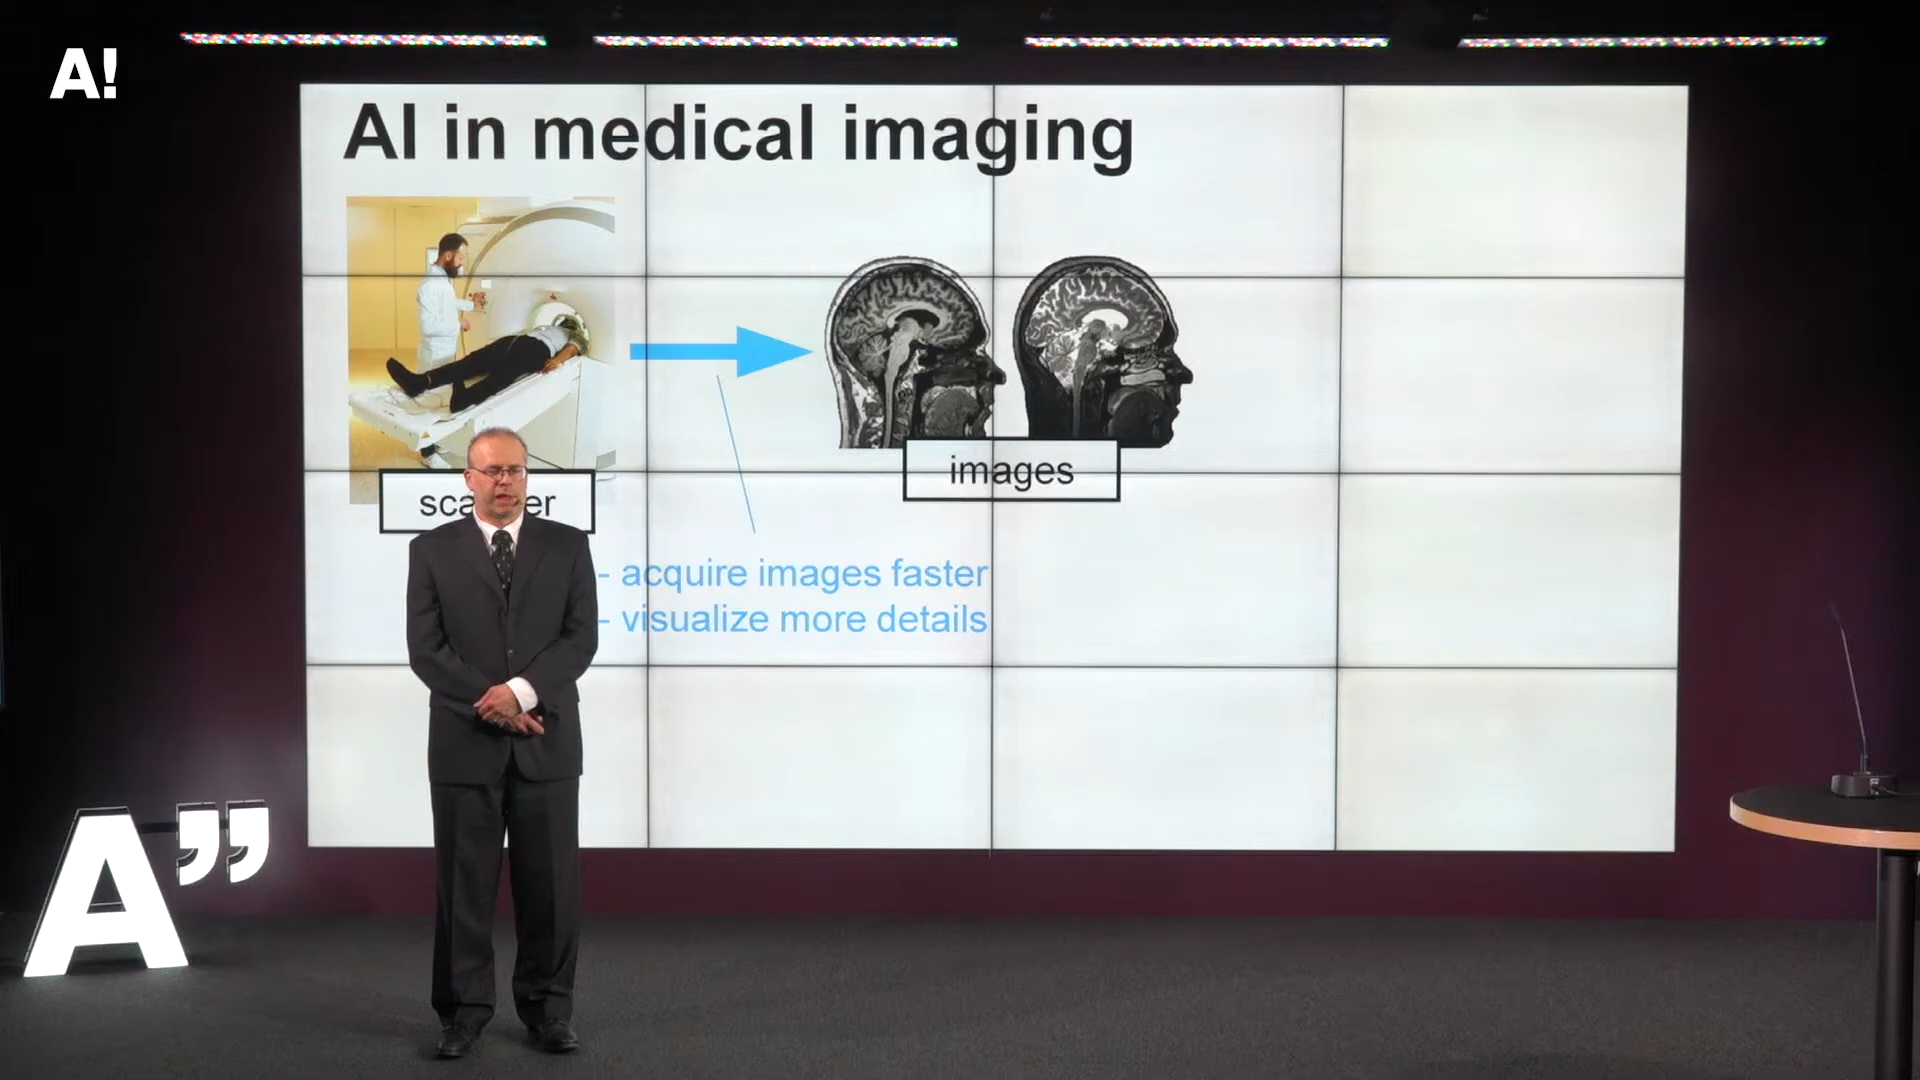 A!
AI in medical imaging
images
- acquire images faster
- visualize more details
A”